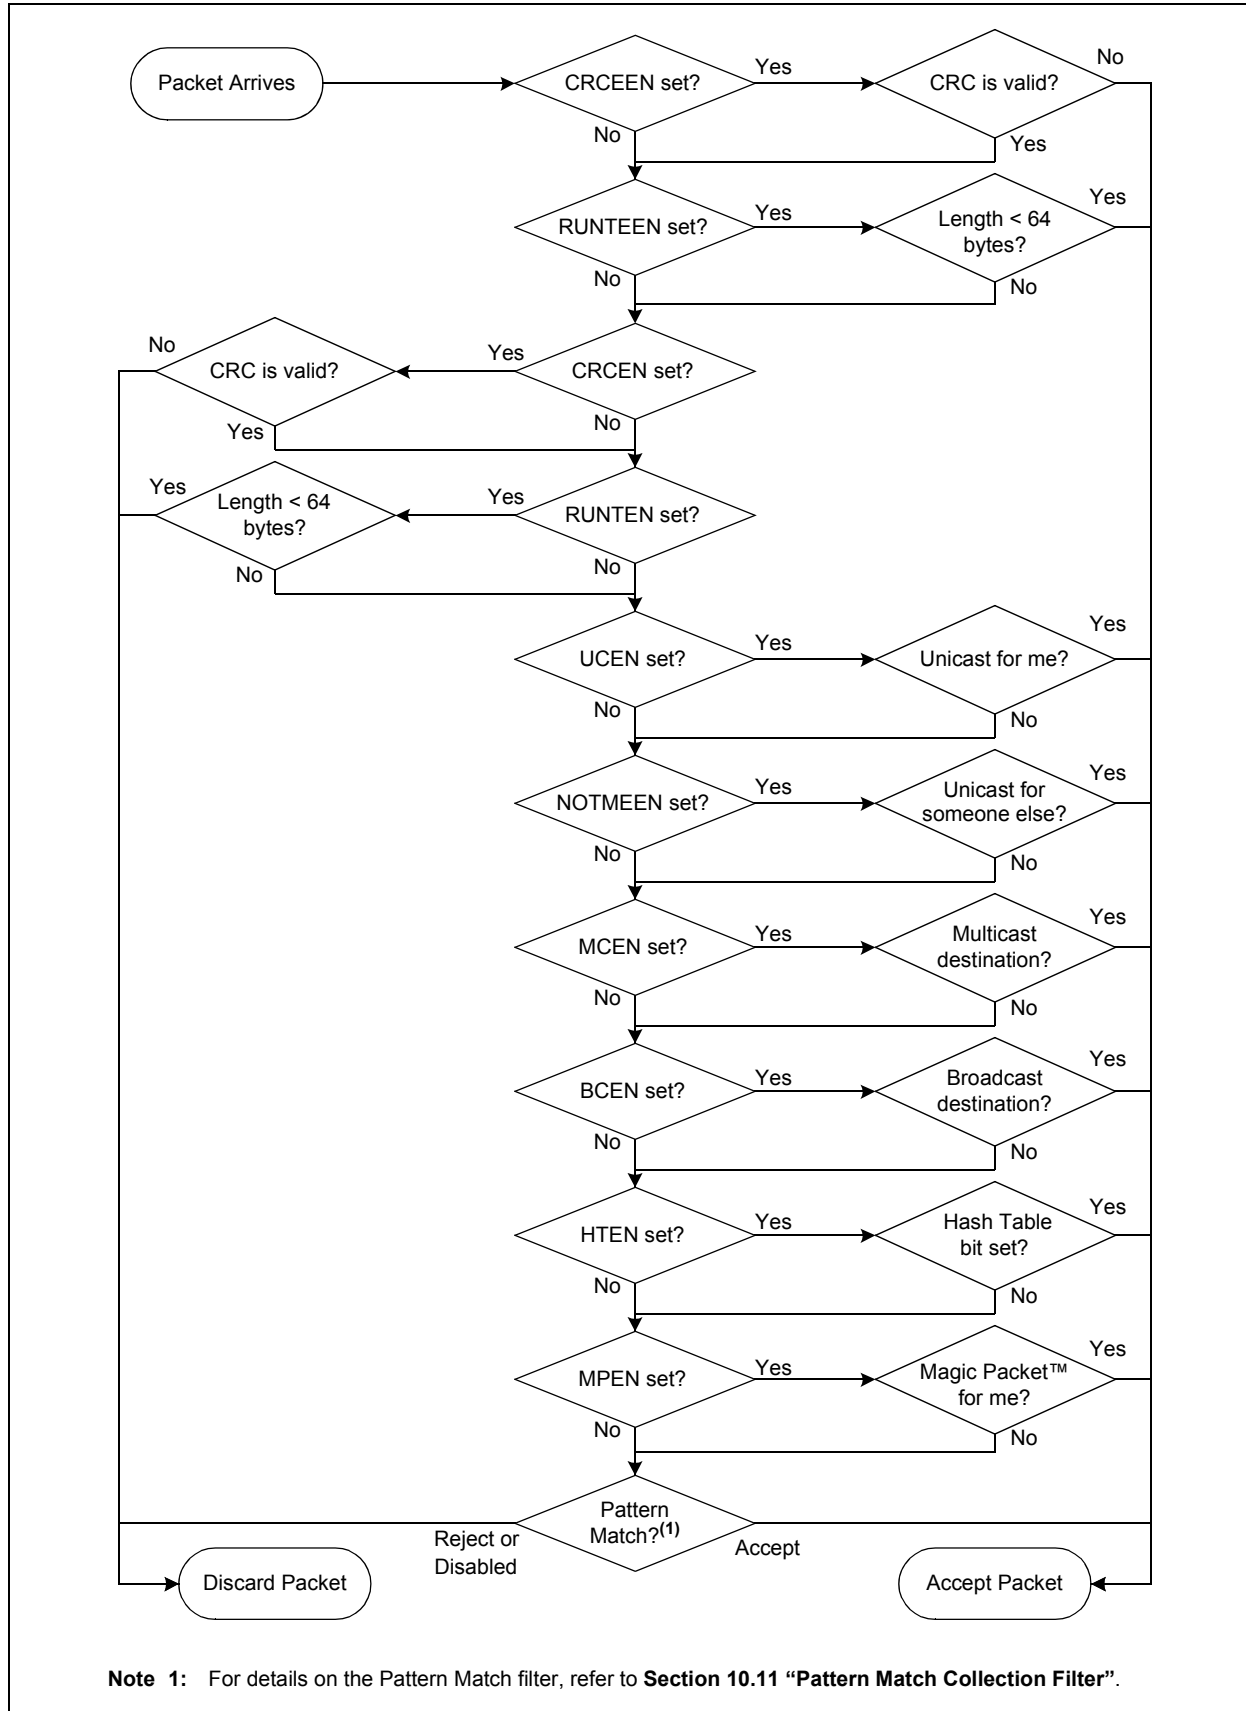 Packet Arrives
CRCEEN set?
Yes
CRC is valid?
No
No
Yes
RUNTEEN set?
Yes
Length < 64
bytes?
Yes
No
No
No
CRC is valid?
Yes
CRCEN set?
Yes
No
Yes
Length < 64
bytes?
Yes
RUNTEN set?
No
No
UCEN set?
Yes
Unicast for me?
Yes
No
No
NOTMEEN set?
Yes
Unicast for
someone else?
Yes
No
No
MCEN set?
Yes
Multicast
destination?
Yes
No
No
BCEN set?
Yes
Broadcast
destination?
Yes
No
No
HTEN set?
Yes
Hash Table
bit set?
Yes
No
No
MPEN set?
Yes
Magic Packet™
for me?
Yes
No
No
Pattern
Match?(1)
Reject or
Disabled
Accept
Discard Packet
Accept Packet
Note 1: For details on the Pattern Match filter, refer to Section 10.11 “Pattern Match Collection Filter”.